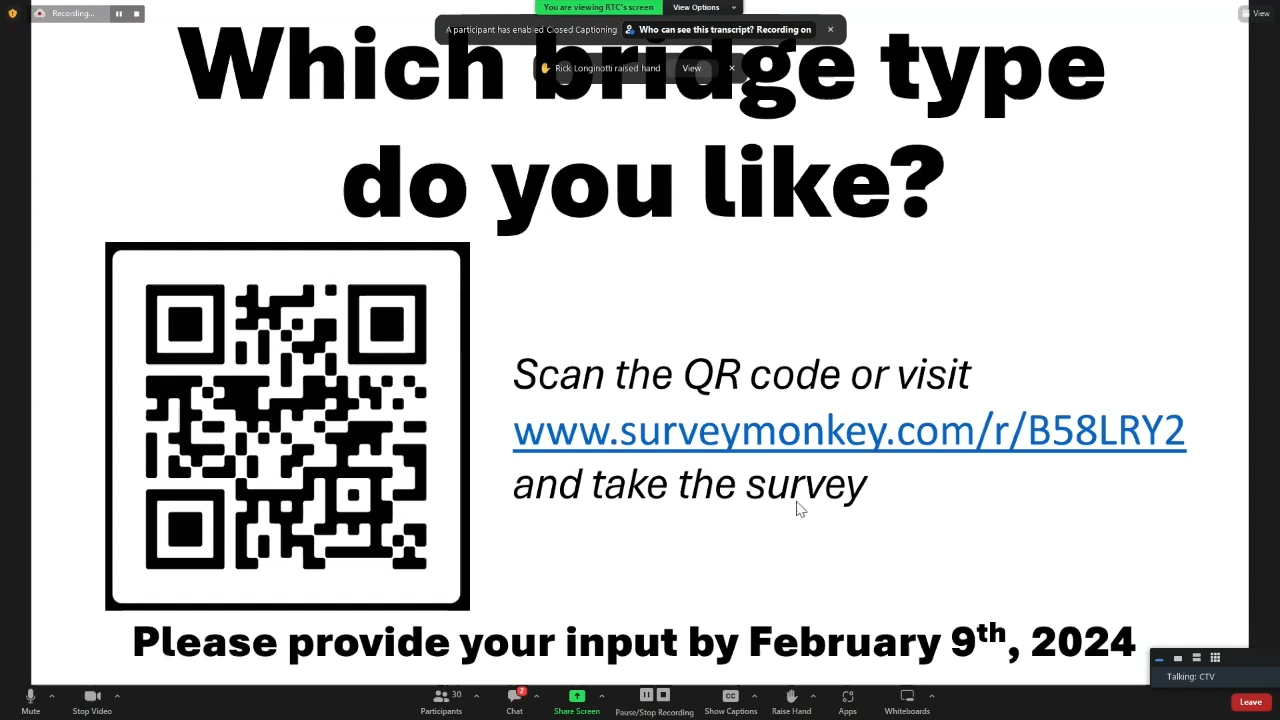 Recording...
You are viewing RTC's screen
View Options
View
A participant has enabled Closed Captioning
Who can see this transcript? Recording on
Rick Longinotti raised hand
View
Which bridge type
do you like?
Scan the QR code or visit
www.surveymonkey.com/r/B58LRY2
and take the survey
Please provide your input by February 9th, 2024
Talking: CTV
Mute
Stop Video
30
Participants
2
Chat
Share Screen
Pause/Stop Recording
CC
Show Captions
Raise Hand
Apps
Whiteboards
Leave